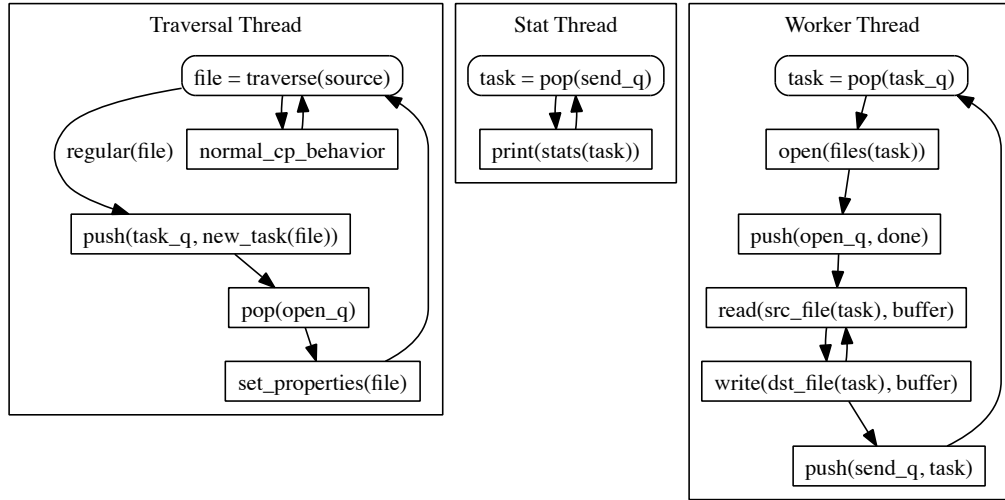 Traversal Thread
file = traverse(source)
regular(file)
normal_cp_behavior
push(task_q, new_task(file))
pop(open_q)
set_properties(file)
Stat Thread
task = pop(send_q)
print(stats(task))
Worker Thread
task = pop(task_q)
open(files(task))
push(open_q, done)
read(src_file(task), buffer)
write(dst_file(task), buffer)
push(send_q, task)